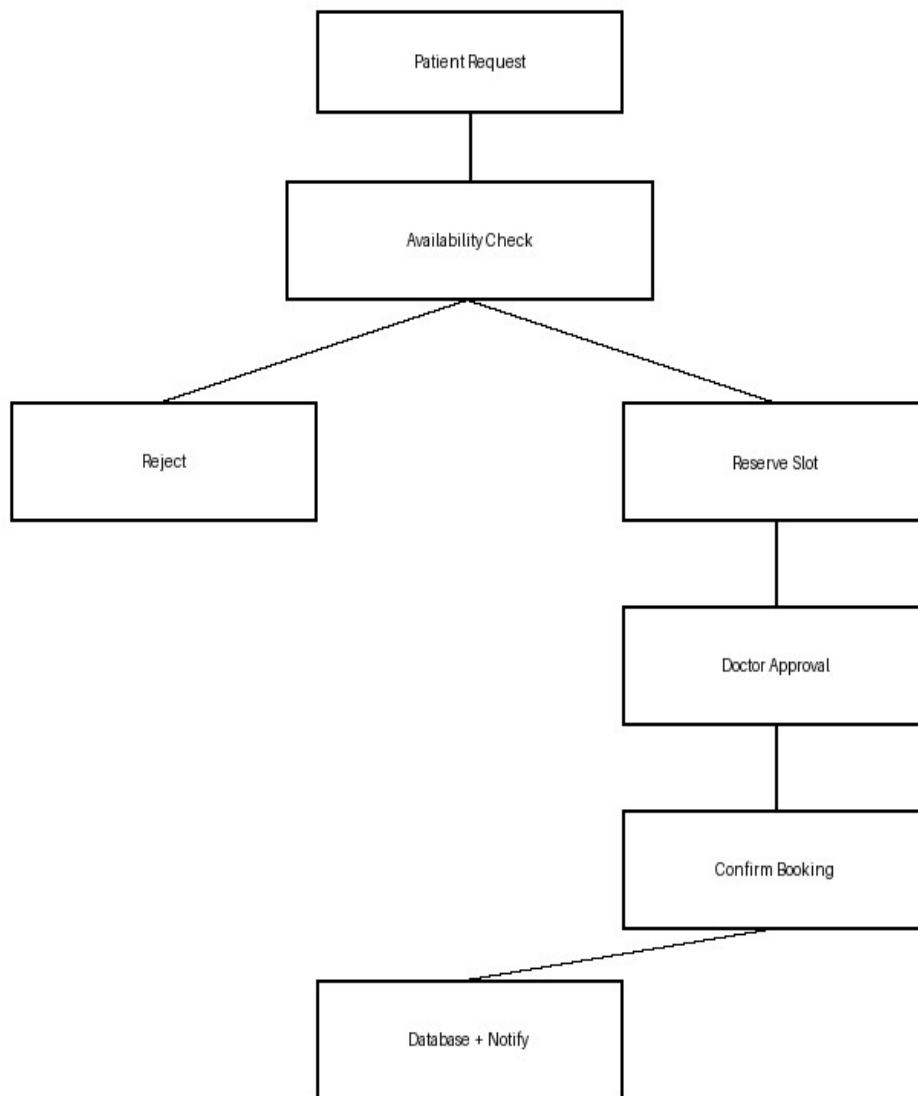 Patient Request
Availability Check
Reject
Reserve Slot
Doctor Approval
Confirm Booking
Database + Notify